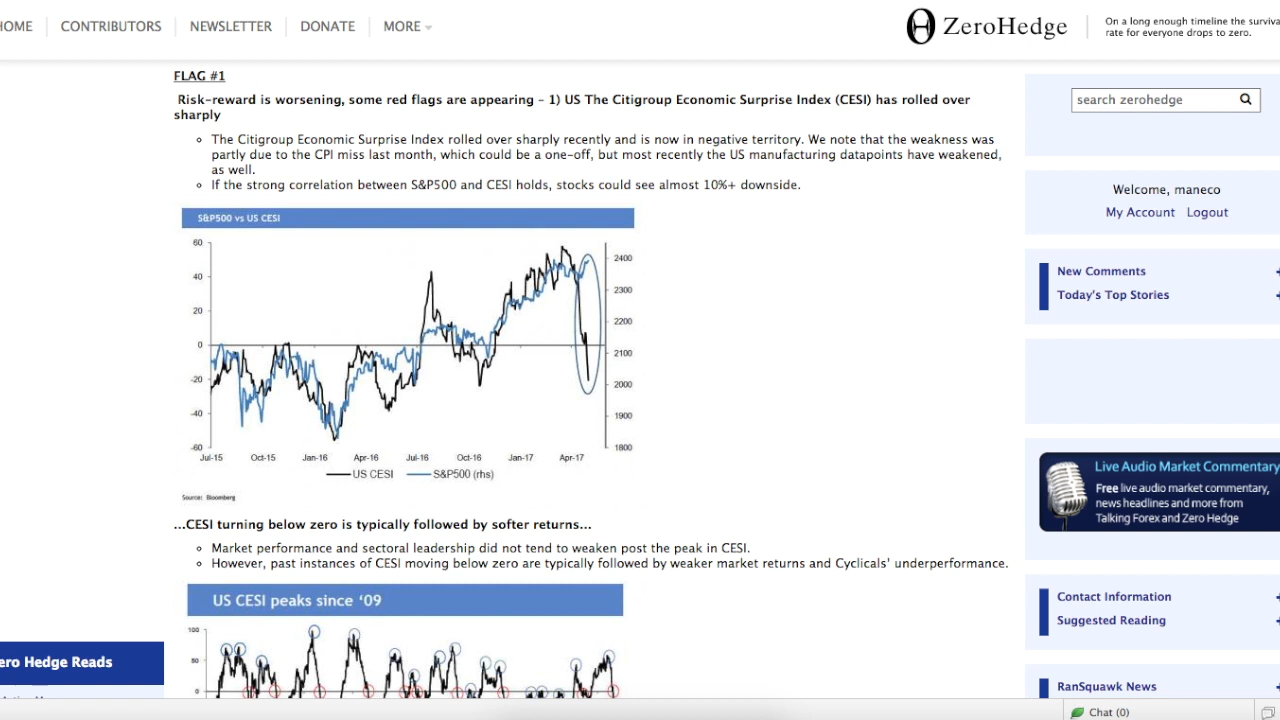 HOME
CONTRIBUTORS
NEWSLETTER
DONATE
MORE
ZeroHedge
On a long enough timeline the surviva
rate for everyone drops to zero.
FLAG #1
Risk-reward is worsening, some red flags are appearing - 1) US The Citigroup Economic Surprise Index (CESI) has rolled over
sharply
The Citigroup Economic Surprise Index rolled over sharply recently and is now in negative territory. We note that the weakness was
partly due to the CPI miss last month, which could be a one-off, but most recently the US manufacturing datapoints have weakened,
as well.
If the strong correlation between S&P500 and CESI holds, stocks could see almost 10%+ downside.
S&P500 vs US CESI
60
40
20
0
-20
-40
-60
2400
2300
2200
2100
2000
1900
1800
Jul-15 Oct-15 Jan-16 Apr-16 Jul-16 Oct-16 Jan-17 Apr-17
US CESI S&P500 (rhs)
Source: Bloomberg
...CESI turning below zero is typically followed by softer returns...
Market performance and sectoral leadership did not tend to weaken post the peak in CESI.
However, past instances of CESI moving below zero are typically followed by weaker market returns and Cyclicals' underperformance.
US CESI peaks since '09
100
50
0
search zerohedge
Welcome, maneco
My Account Logout
New Comments
Today's Top Stories
Live Audio Market Commentary
Free live audio market commentary,
news headlines and more from
Talking Forex and Zero Hedge
Contact Information
Suggested Reading
RanSquawk News
ero Hedge Reads
Chat (0)